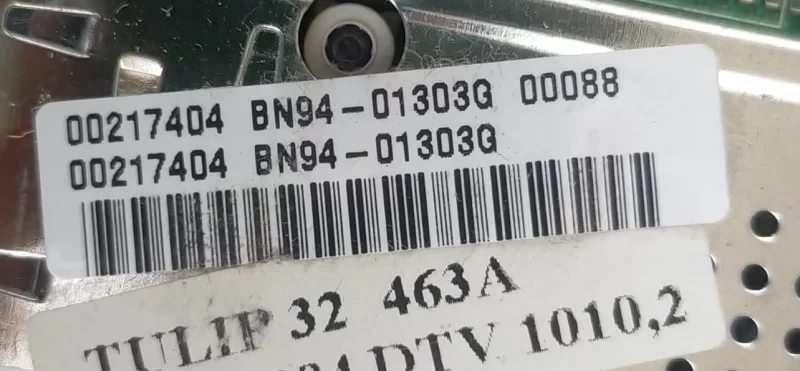 00217404 BN94-01303G 00088
00217404 BN94-01303G
TULIP 32 463A
DTV 1010,2